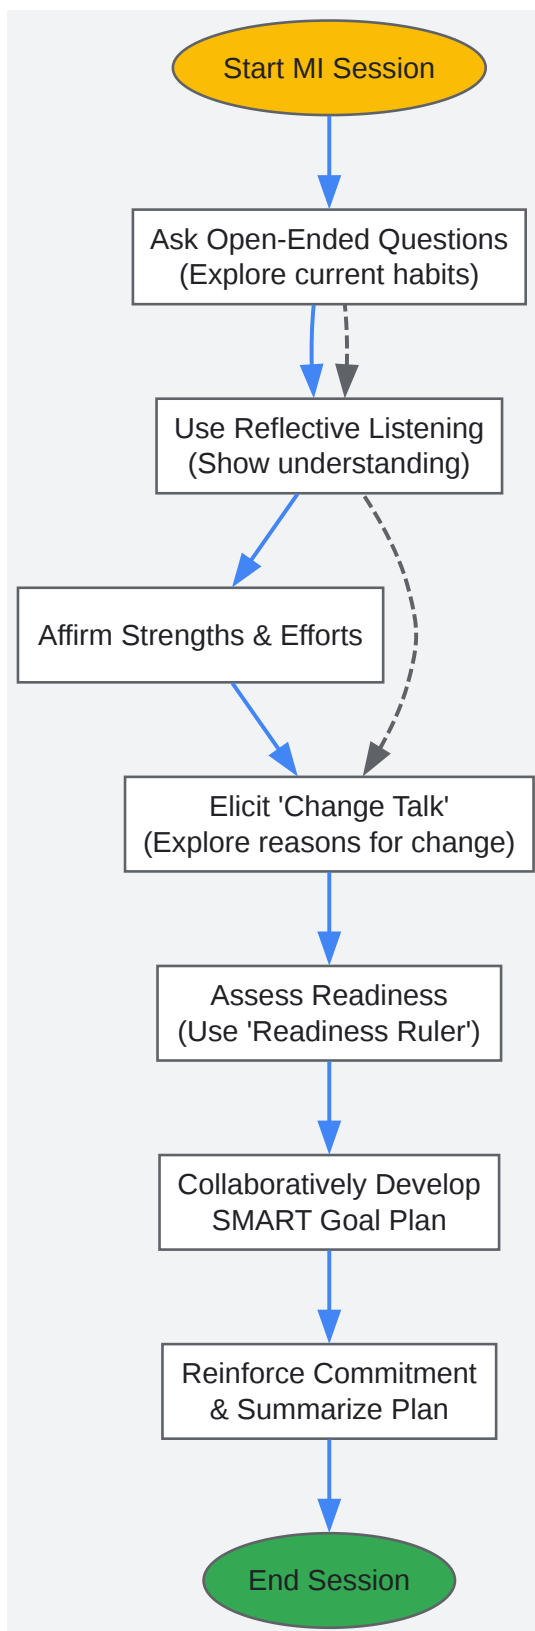 Start MI Session
Ask Open-Ended Questions
(Explore current habits)
Use Reflective Listening
(Show understanding)
Affirm Strengths & Efforts
Elicit 'Change Talk'
(Explore reasons for change)
Assess Readiness
(Use 'Readiness Ruler')
Collaboratively Develop
SMART Goal Plan
Reinforce Commitment
& Summarize Plan
End Session